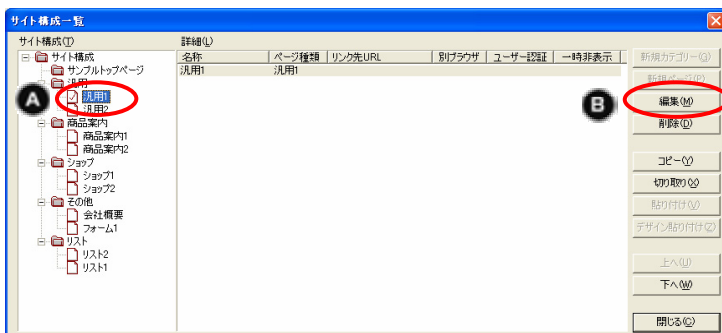 サイト構成一覧
サイト構成(T)
詳細(L)
サイト構成
サンプルトップページ
汎用
汎用1
汎用2
商品案内
商品案内1
商品案内2
ショップ
ショップ1
ショップ2
その他
会社概要
フォーム1
リスト
リスト2
リスト1
A
名称 ページ種類 リンク先URL 別ブラウザ ユーザー認証 一時非表示
汎用1 汎用1
B
新規カテゴリー(G)
新規ページ(P)
編集(M)
削除(D)
コピー(Y)
切り取り(X)
貼り付け(V)
デザイン貼り付け(Z)
上へ(U)
下へ(W)
閉じる(C)